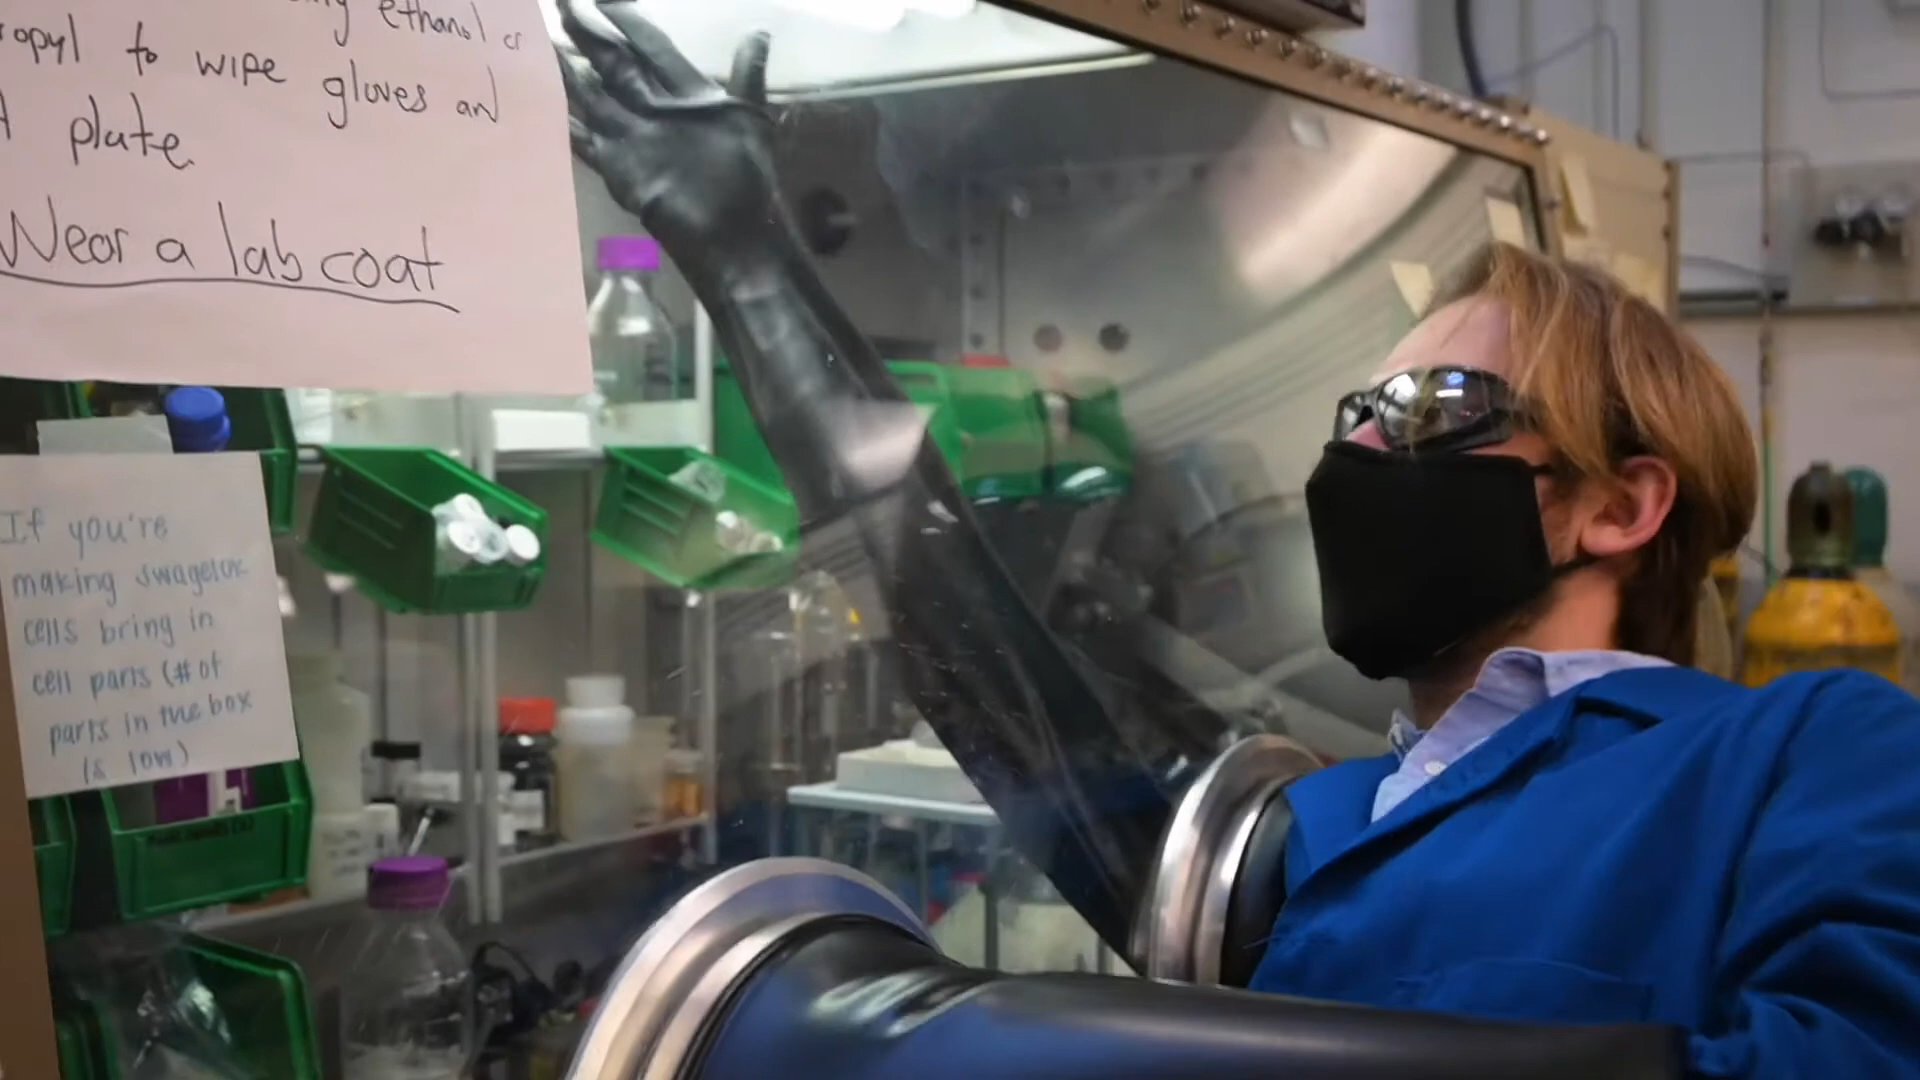 ethanol or
to wipe gloves and
plate.
Wear a lab coat
If you're
making swagelok
cells bring in
cell parts (# of
parts in the box
is low)